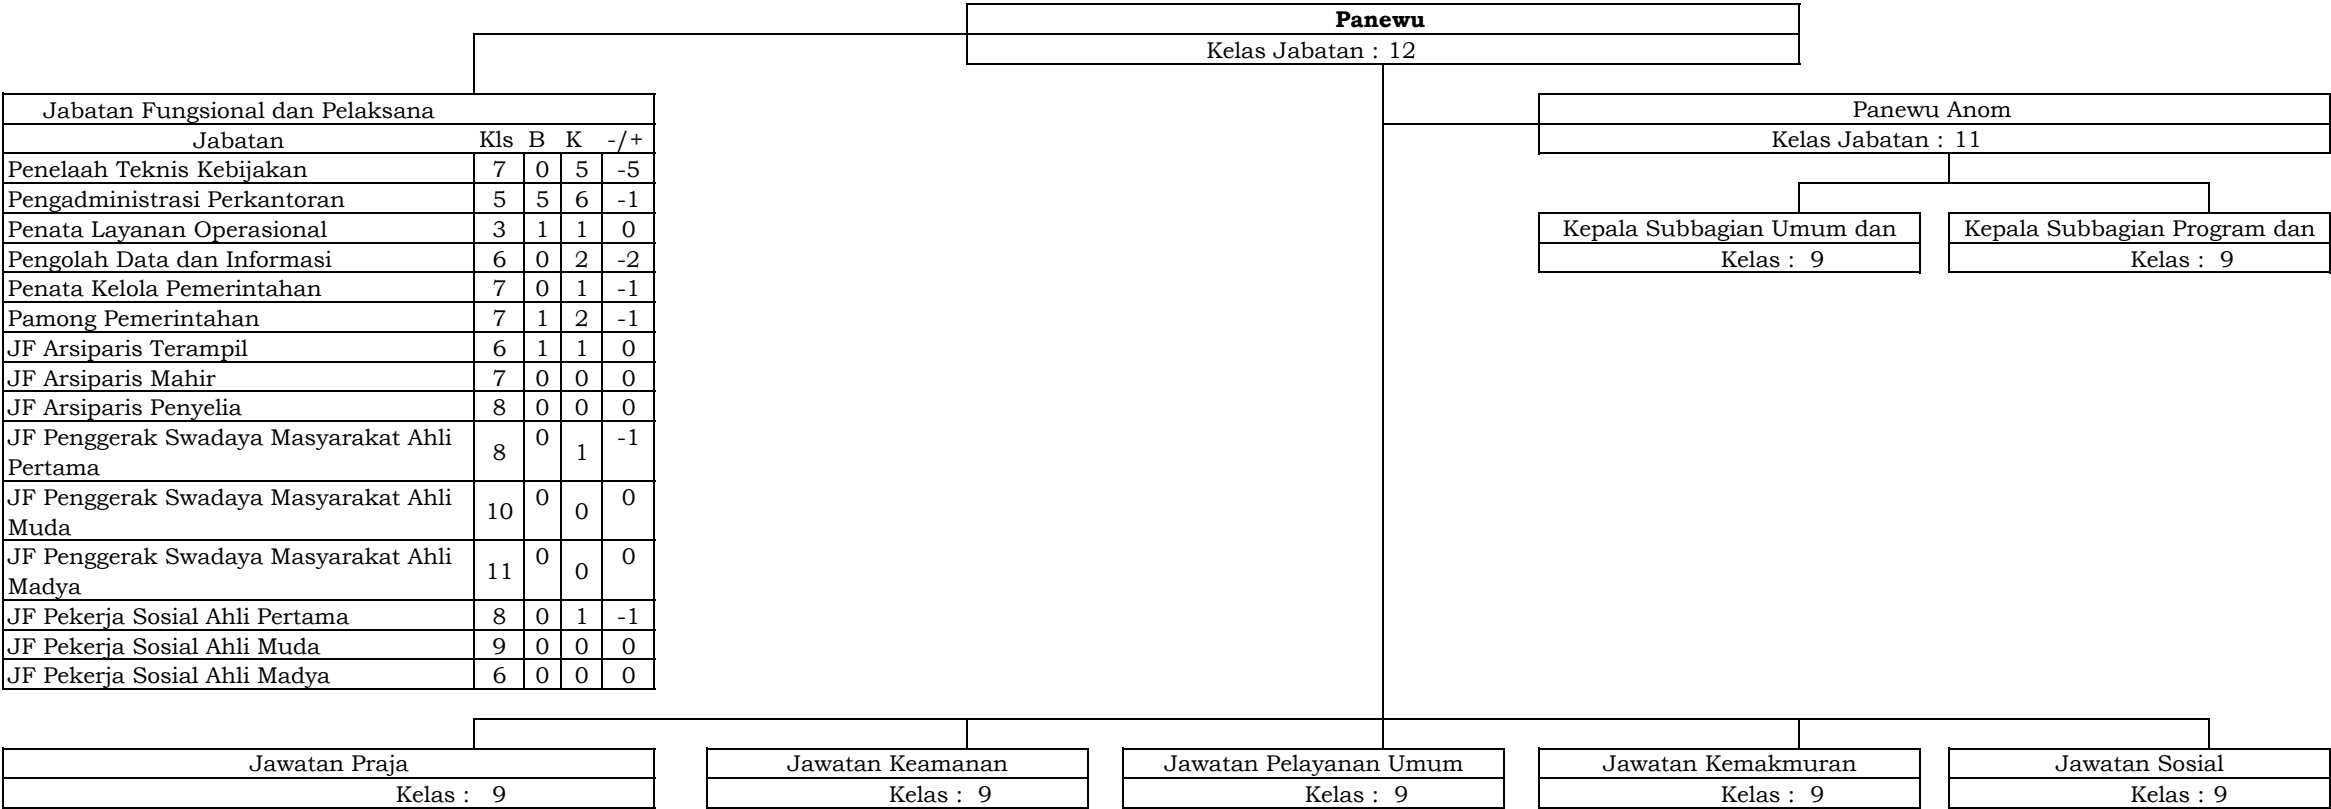 Panewu
Kelas Jabatan : 12
Jabatan Fungsional dan Pelaksana
Jabatan Kls B K -/+
Penelaah Teknis Kebijakan 7 0 5 -5
Pengadministrasi Perkantoran 5 5 6 -1
Penata Layanan Operasional 3 1 1 0
Pengolah Data dan Informasi 6 0 2 -2
Penata Kelola Pemerintahan 7 0 1 -1
Pamong Pemerintahan 7 1 2 -1
JF Arsiparis Terampil 6 1 1 0
JF Arsiparis Mahir 7 0 0 0
JF Arsiparis Penyelia 8 0 0 0
JF Penggerak Swadaya Masyarakat Ahli
Pertama 8 0 1 -1
JF Penggerak Swadaya Masyarakat Ahli
Muda 10 0 0 0
JF Penggerak Swadaya Masyarakat Ahli
Madya 11 0 0 0
JF Pekerja Sosial Ahli Pertama 8 0 1 -1
JF Pekerja Sosial Ahli Muda 9 0 0 0
JF Pekerja Sosial Ahli Madya 6 0 0 0
Panewu Anom
Kelas Jabatan : 11
Kepala Subbagian Umum dan
Kelas : 9
Kepala Subbagian Program dan
Kelas : 9
Jawatan Praja
Kelas : 9
Jawatan Keamanan
Kelas : 9
Jawatan Pelayanan Umum
Kelas : 9
Jawatan Kemakmuran
Kelas : 9
Jawatan Sosial
Kelas : 9